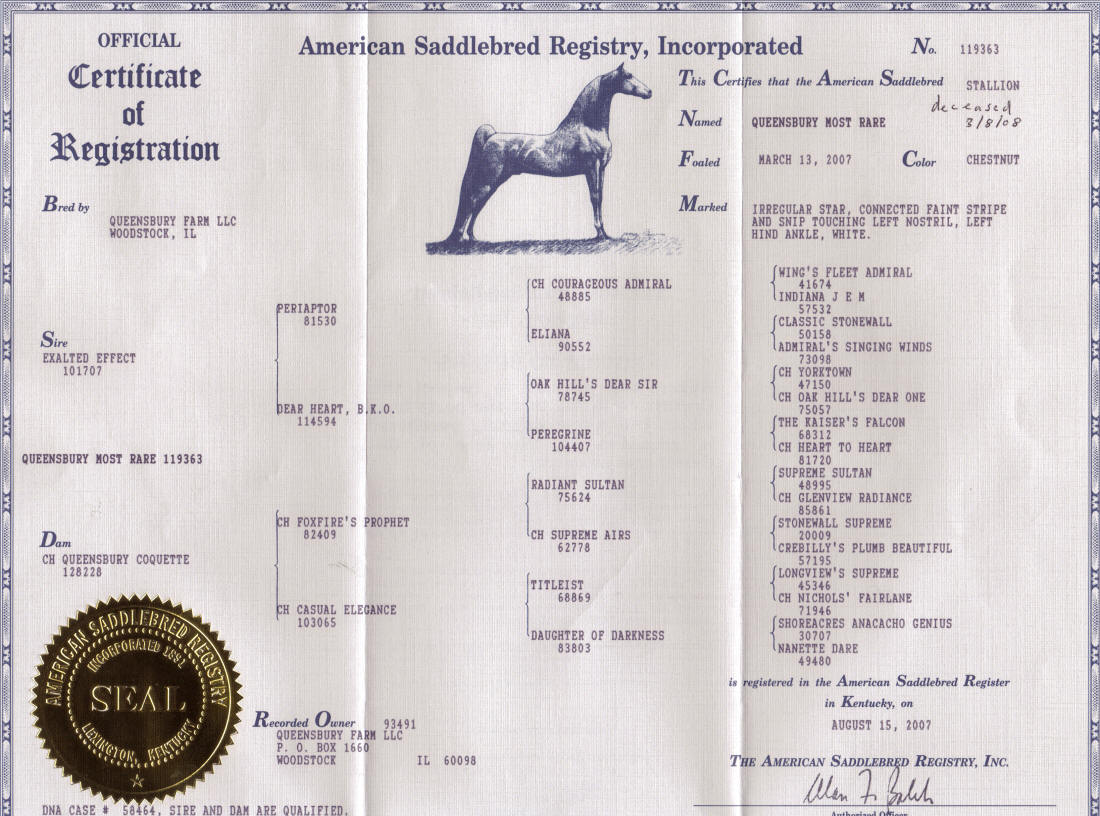 OFFICIAL
Certificate
of
Registration
American Saddlebred Registry, Incorporated
No. 119363
This Certifies that the American Saddlebred STALLION
deceased
3/8/08
Named QUEENSBURY MOST RARE
Foaled MARCH 13, 2007 Color CHESTNUT
Marked IRREGULAR STAR, CONNECTED FAINT STRIPE
AND SNIP TOUCHING LEFT NOSTRIL, LEFT
HIND ANKLE, WHITE.
Bred by
QUEENSBURY FARM LLC
WOODSTOCK, IL
Sire
EXALTED EFFECT
101707
QUEENSBURY MOST RARE 119363
Dam
CH QUEENSBURY COQUETTE
128228
PERIAPTOR
81530
DEAR HEART, B.K.O.
114594
CH FOXFIRE'S PROPHET
82409
CH CASUAL ELEGANCE
103065
CH COURAGEOUS ADMIRAL
48885
ELIANA
90552
OAK HILL'S DEAR SIR
78745
PEREGRINE
104407
RADIANT SULTAN
75624
CH SUPREME AIRS
62778
TITLEIST
68869
DAUGHTER OF DARKNESS
83803
WING'S FLEET ADMIRAL
41674
INDIANA J E M
57532
CLASSIC STONEWALL
50158
ADMIRAL'S SINGING WINDS
73098
CH YORKTOWN
47150
CH OAK HILL'S DEAR ONE
75057
THE KAISER'S FALCON
68312
CH HEART TO HEART
81720
SUPREME SULTAN
48995
CH GLENVIEW RADIANCE
85861
STONEWALL SUPREME
20009
CREBILLY'S PLUMB BEAUTIFUL
57195
LONGVIEW'S SUPREME
45346
CH NICHOLS' FAIRLANE
71946
SHOREACRES ANACACHO GENIUS
30707
NANETTE DARE
49480
AMERICAN SADDLEBRED REGISTRY
INCORPORATED 1891
SEAL
LEXINGTON, KENTUCKY
Recorded Owner 93491
QUEENSBURY FARM LLC
P. O. BOX 1660
WOODSTOCK IL 60098
is registered in the American Saddlebred Register
in Kentucky, on
AUGUST 15, 2007
THE AMERICAN SADDLEBRED REGISTRY, INC.
Alan F. Balch
Authorized Officer
DNA CASE # 58464, SIRE AND DAM ARE QUALIFIED.